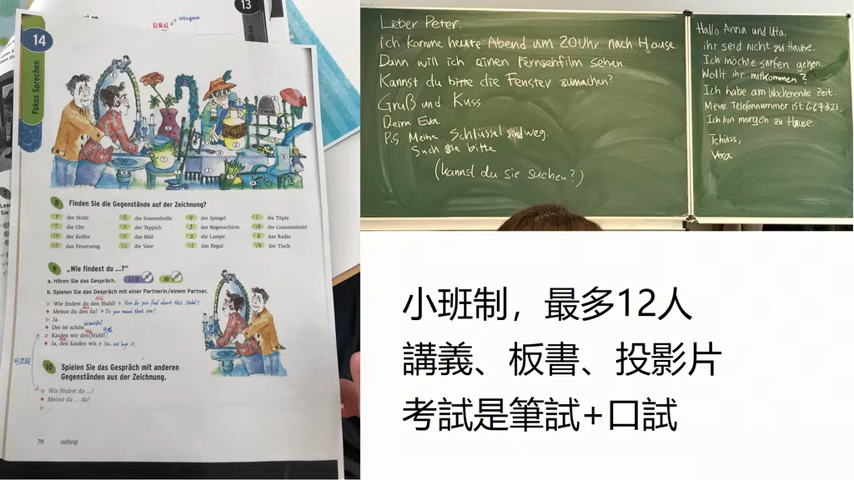 13
14
Fokus Sprechen
8 Finden Sie die Gegenstände auf der Zeichnung?
der Stuhl
die Sonnenbrille
der Spiegel
die Töpfe
die Uhr
der Teppich
der Regenschirm
die Gummistiefel
der Koffer
das Bild
die Lampe
das Radio
das Feuerzeug
die Vase
das Regal
der Tisch
9 „Wie findest du ...?"
a. Hören Sie das Gespräch.
b. Spielen Sie das Gespräch mit einer Partnerin/einem Partner.
Wie findest du den Stuhl?
Meinst du den da?
Ja.
Der ist schön.
Kaufen wir den Stuhl?
Ja, den kaufen wir.
10 Spielen Sie das Gespräch mit anderen
Gegenständen aus der Zeichnung.
Wie findest du ...?
Meinst du ... da?
70 siebzig
Lieber Peter,
ich komme heute Abend um 20 Uhr nach Hause.
Dann will ich einen Fernsehfilm sehen
Kannst du bitte die Fenster zumachen?
Gruß und Kuss
Deine Eva.
P.S. Meine Schlüssel sind weg.
Such sie bitte
(kannst du sie suchen?)
Hallo Anna und Uta,
ihr seid nicht zu Hause.
Ich möchte surfen gehen.
Wollt ihr mitkommen?
Ich habe am Wochenende Zeit.
Meine Telefonnummer ist 667321.
Ich bin morgen zu Hause.
Tschüss,
Vera
小班制，最多12人
講義、板書、投影片
考試是筆試+口試